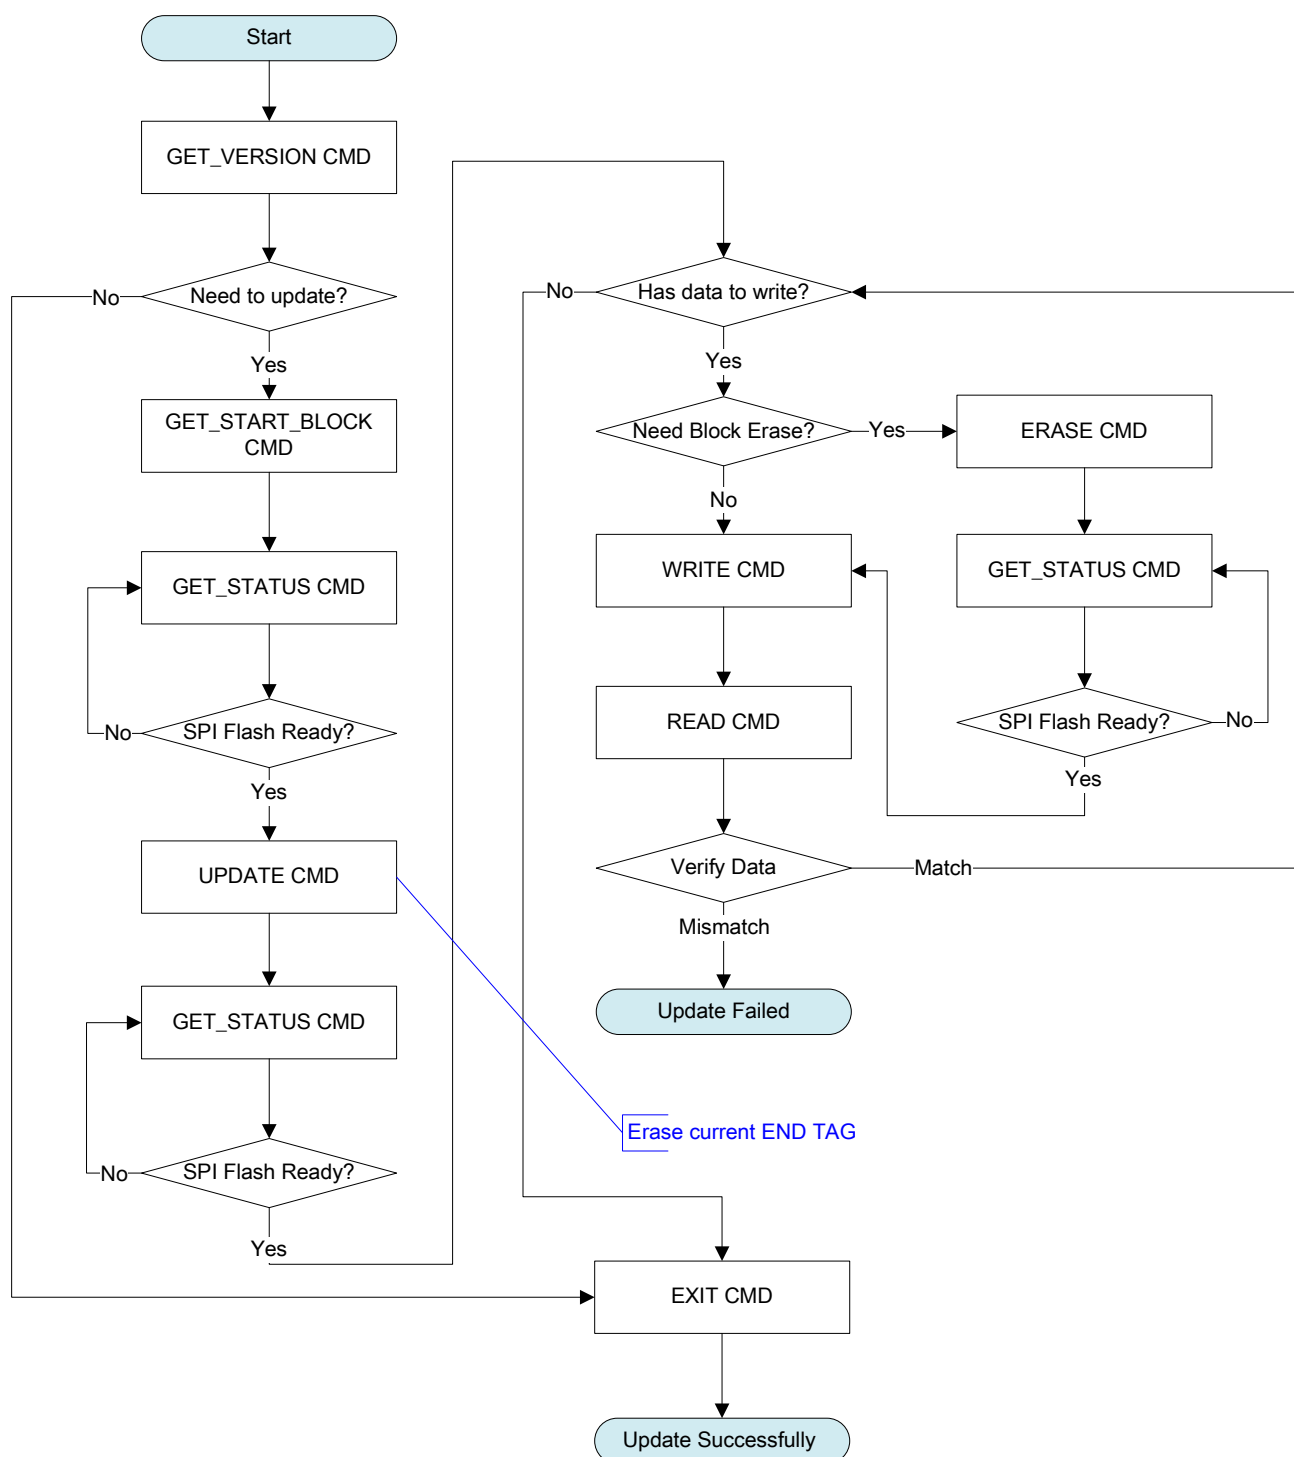 Start
GET_VERSION CMD
Need to update?
No
Yes
GET_START_BLOCK
CMD
GET_STATUS CMD
SPI Flash Ready?
No
Yes
UPDATE CMD
GET_STATUS CMD
SPI Flash Ready?
No
Yes
Has data to write?
No
Yes
Need Block Erase?
Yes
ERASE CMD
No
WRITE CMD
GET_STATUS CMD
READ CMD
SPI Flash Ready?
No
Yes
Verify Data
Match
Mismatch
Update Failed
Erase current END TAG
EXIT CMD
Update Successfully